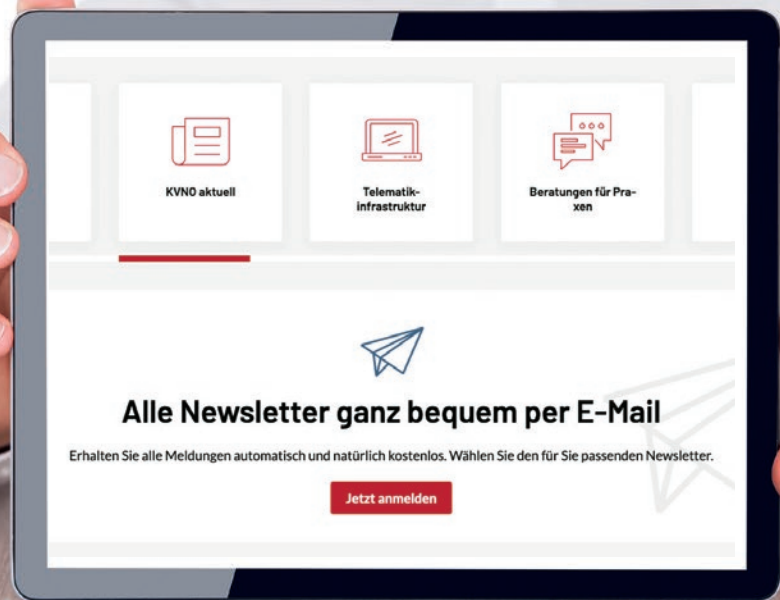 KVNO aktuell
Telematik-
infrastruktur
Beratungen für Pra-
xen
Alle Newsletter ganz bequem per E-Mail
Erhalten Sie alle Meldungen automatisch und natürlich kostenlos. Wählen Sie den für Sie passenden Newsletter.
Jetzt anmelden